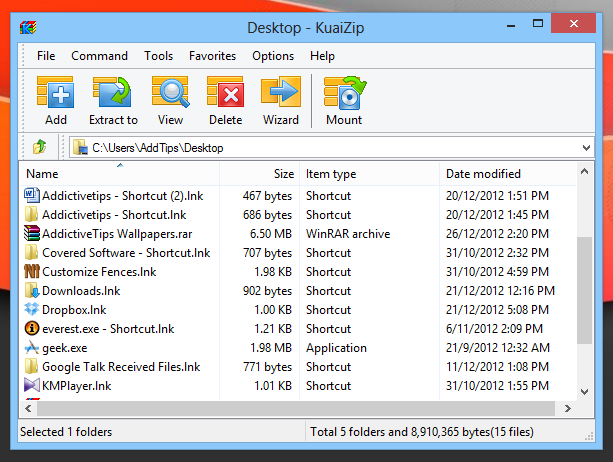 Desktop - KuaiZip
File Command Tools Favorites Options Help
Add Extract to View Delete Wizard Mount
C:\Users\AddTips\Desktop
Name Size Item type Date modified
Addictivetips - Shortcut (2).lnk 467 bytes Shortcut 20/12/2012 1:51 PM
Addictivetips - Shortcut.lnk 686 bytes Shortcut 20/12/2012 1:45 PM
AddictiveTips Wallpapers.rar 6.50 MB WinRAR archive 26/12/2012 2:20 PM
Covered Software - Shortcut.lnk 707 bytes Shortcut 31/10/2012 2:32 PM
Customize Fences.lnk 1.98 KB Shortcut 31/10/2012 4:59 PM
Downloads.lnk 902 bytes Shortcut 21/12/2012 12:16 PM
Dropbox.lnk 1.00 KB Shortcut 21/12/2012 5:08 PM
everest.exe - Shortcut.lnk 1.21 KB Shortcut 6/11/2012 2:09 PM
geek.exe 1.98 MB Application 21/9/2012 12:32 AM
Google Talk Received Files.lnk 771 bytes Shortcut 11/12/2012 1:08 PM
KMPlayer.lnk 1.01 KB Shortcut 31/10/2012 1:55 PM
Selected 1 folders Total 5 folders and 8,910,365 bytes(15 files)